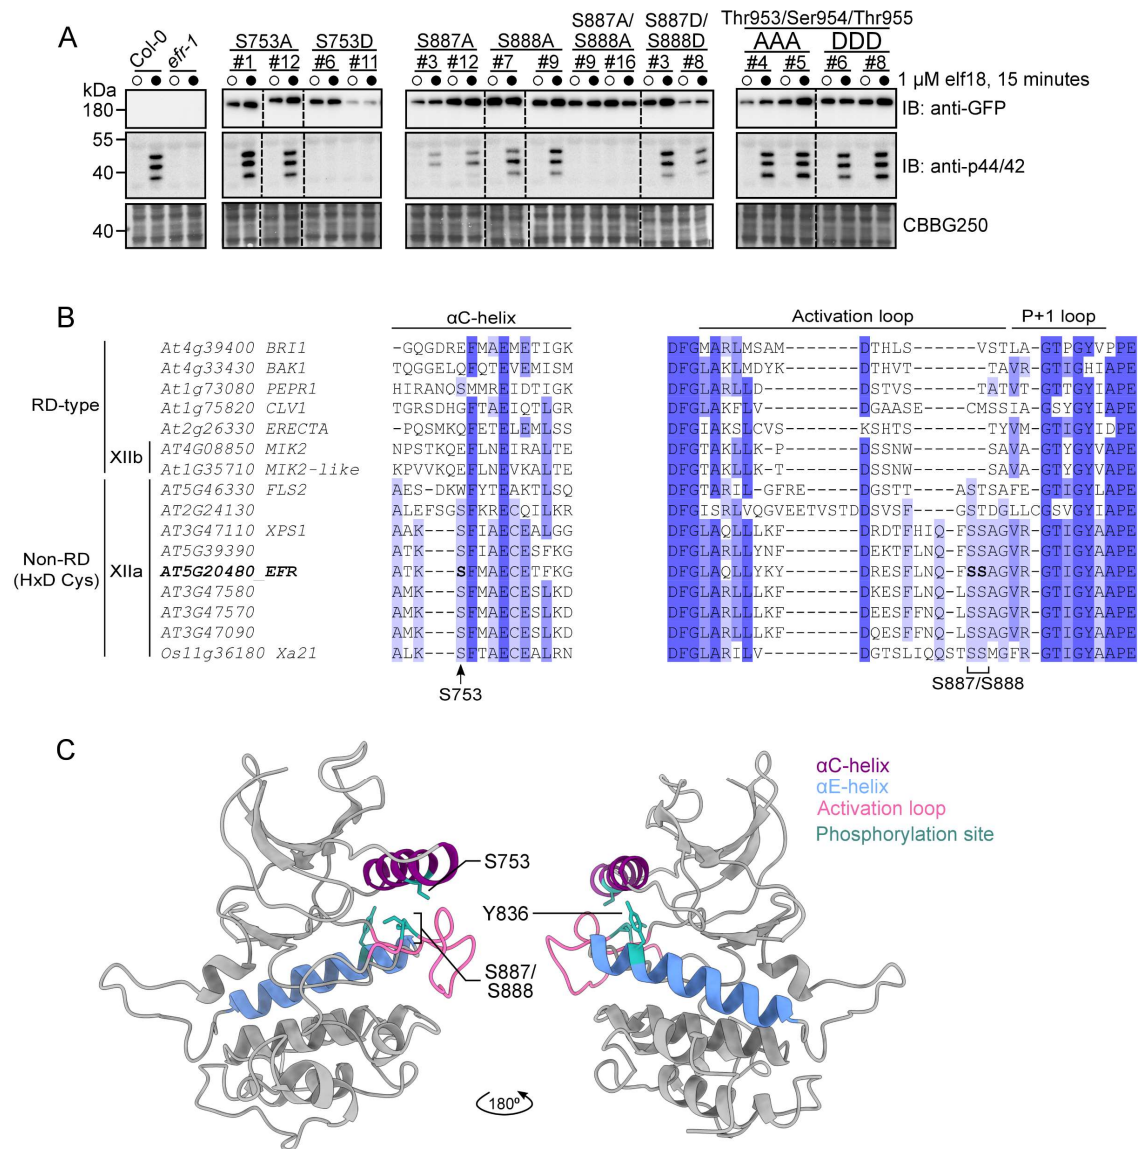 A
Col-0 efr-1
S753A S753D S887A S888A S887A/S888A S887D/S888D Thr953/Ser954/Thr955
AAA DDD
#1 #12 #6 #11 #3 #12 #7 #9 #9 #16 #3 #8 #4 #5 #6 #8
1 µM elf18, 15 minutes
kDa
180
IB: anti-GFP
55
40
IB: anti-p44/42
40
CBBG250
B
αC-helix Activation loop P+1 loop
At4g39400 BRI1 -GQGDREFMAEMETIGK DFGMARLMSAM-------DTHLS-----VSTLA-GTPGYVPPE
At4g33430 BAK1 TQGGELQFQTEVEMISM DFGLAKLMDYK-------DTHVT------TAVR-GTIGHIAPE
At1g73080 PEPR1 HIRANQSMMREIDTIGK DFGLARLLD---------STVS------TATVT-GTTGYIAPE
At1g75820 CLV1 TGRSDHGFTAEIQTLGR DFGLAKFLV---------DGAASE----CMSSIA-GSYGYIAPE
At2g26330 ERECTA -PQSMKQFETELEMLSS DFGIAKSLCVS-------KSHTS------TYVM-GTIGYIDPE
RD-type
XIIb
AT4G08850 MIK2 NPSTKQEFLNEIRALTE DFGTAKLLK-P-------DSSNW------SAVA-GTYGYVAPE
At1G35710 MIK2-like KPVVKQEFLNEVKALTE DFGTAKLLK-T-------DSSNW------SAVA-GTYGYVAPE
AT5G46330 FLS2 AAES-DKWFYTEAKTLSQ DFGTARIL-GFRE-----DGSTT----ASTSAFE-GTIGYLAPE
AT2G24130 ALEFSGSFKRECQILKR DFGISRLVQGVEETVSTDDSVSF----GSTDGLLCGSVGYIAPE
AT3G47110 XPS1 AAK---SFIAECEALGG DFGLAQLLLKF-------DRDTFHIQ-FSSAGVR-GTIGYAAPE
AT5G39390 ATK---SFMAECESFKG DFGLARLLYNF-------DEKTFLNQ-FSSAGVR-GTIGYAAPE
Non-RD
(HxD Cys)
XIIa
AT5G20480_EFR ATK---SFMAECETFKG DFGLAQLLYKY-------DRESFLNQ-FSSAGVR-GTIGYAAPE
AT3G47580 AMK---SFMAECESLKD DFGLARLLLKF-------DKESFLNQ-LSSAGVR-GTIGYAAPE
AT3G47570 AMK---SFMAECESLKD DFGLARLLLKF-------DEESFFNQ-LSSAGVR-GTIGYAAPE
AT3G47090 AMK---SFMAECESLKD DFGLARLLLKF-------DQESFFNQ-LSSAGVR-GTIGYAAPE
Os11g36180 Xa21 ALK---SFTAECEALRN DFGLARILV---------DGTSLIQQSTSSMGFR-GTIGYAAPE
S753 S887/S888
C
αC-helix
αE-helix
Activation loop
Phosphorylation site
S753
Y836
S887/
S888
180º